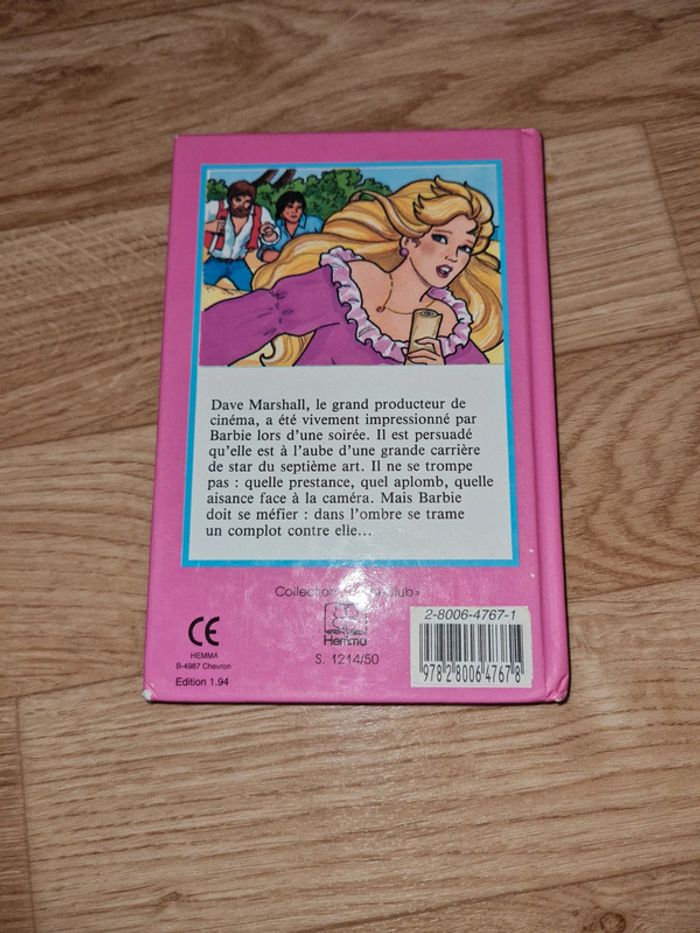 Dave Marshall, le grand producteur de
cinéma, a été vivement impressionné par
Barbie lors d'une soirée. Il est persuadé
qu'elle est à l'aube d'une grande carrière
de star du septième art. Il ne se trompe
pas : quelle prestance, quel aplomb, quelle
aisance face à la caméra. Mais Barbie
doit se méfier : dans l'ombre se trame
un complot contre elle...
Collection
CE
HEMMA
B-4987 Chevron
Edition 1.94
Hemma
S. 1214/50
2-8006-4767-1
9782800647678